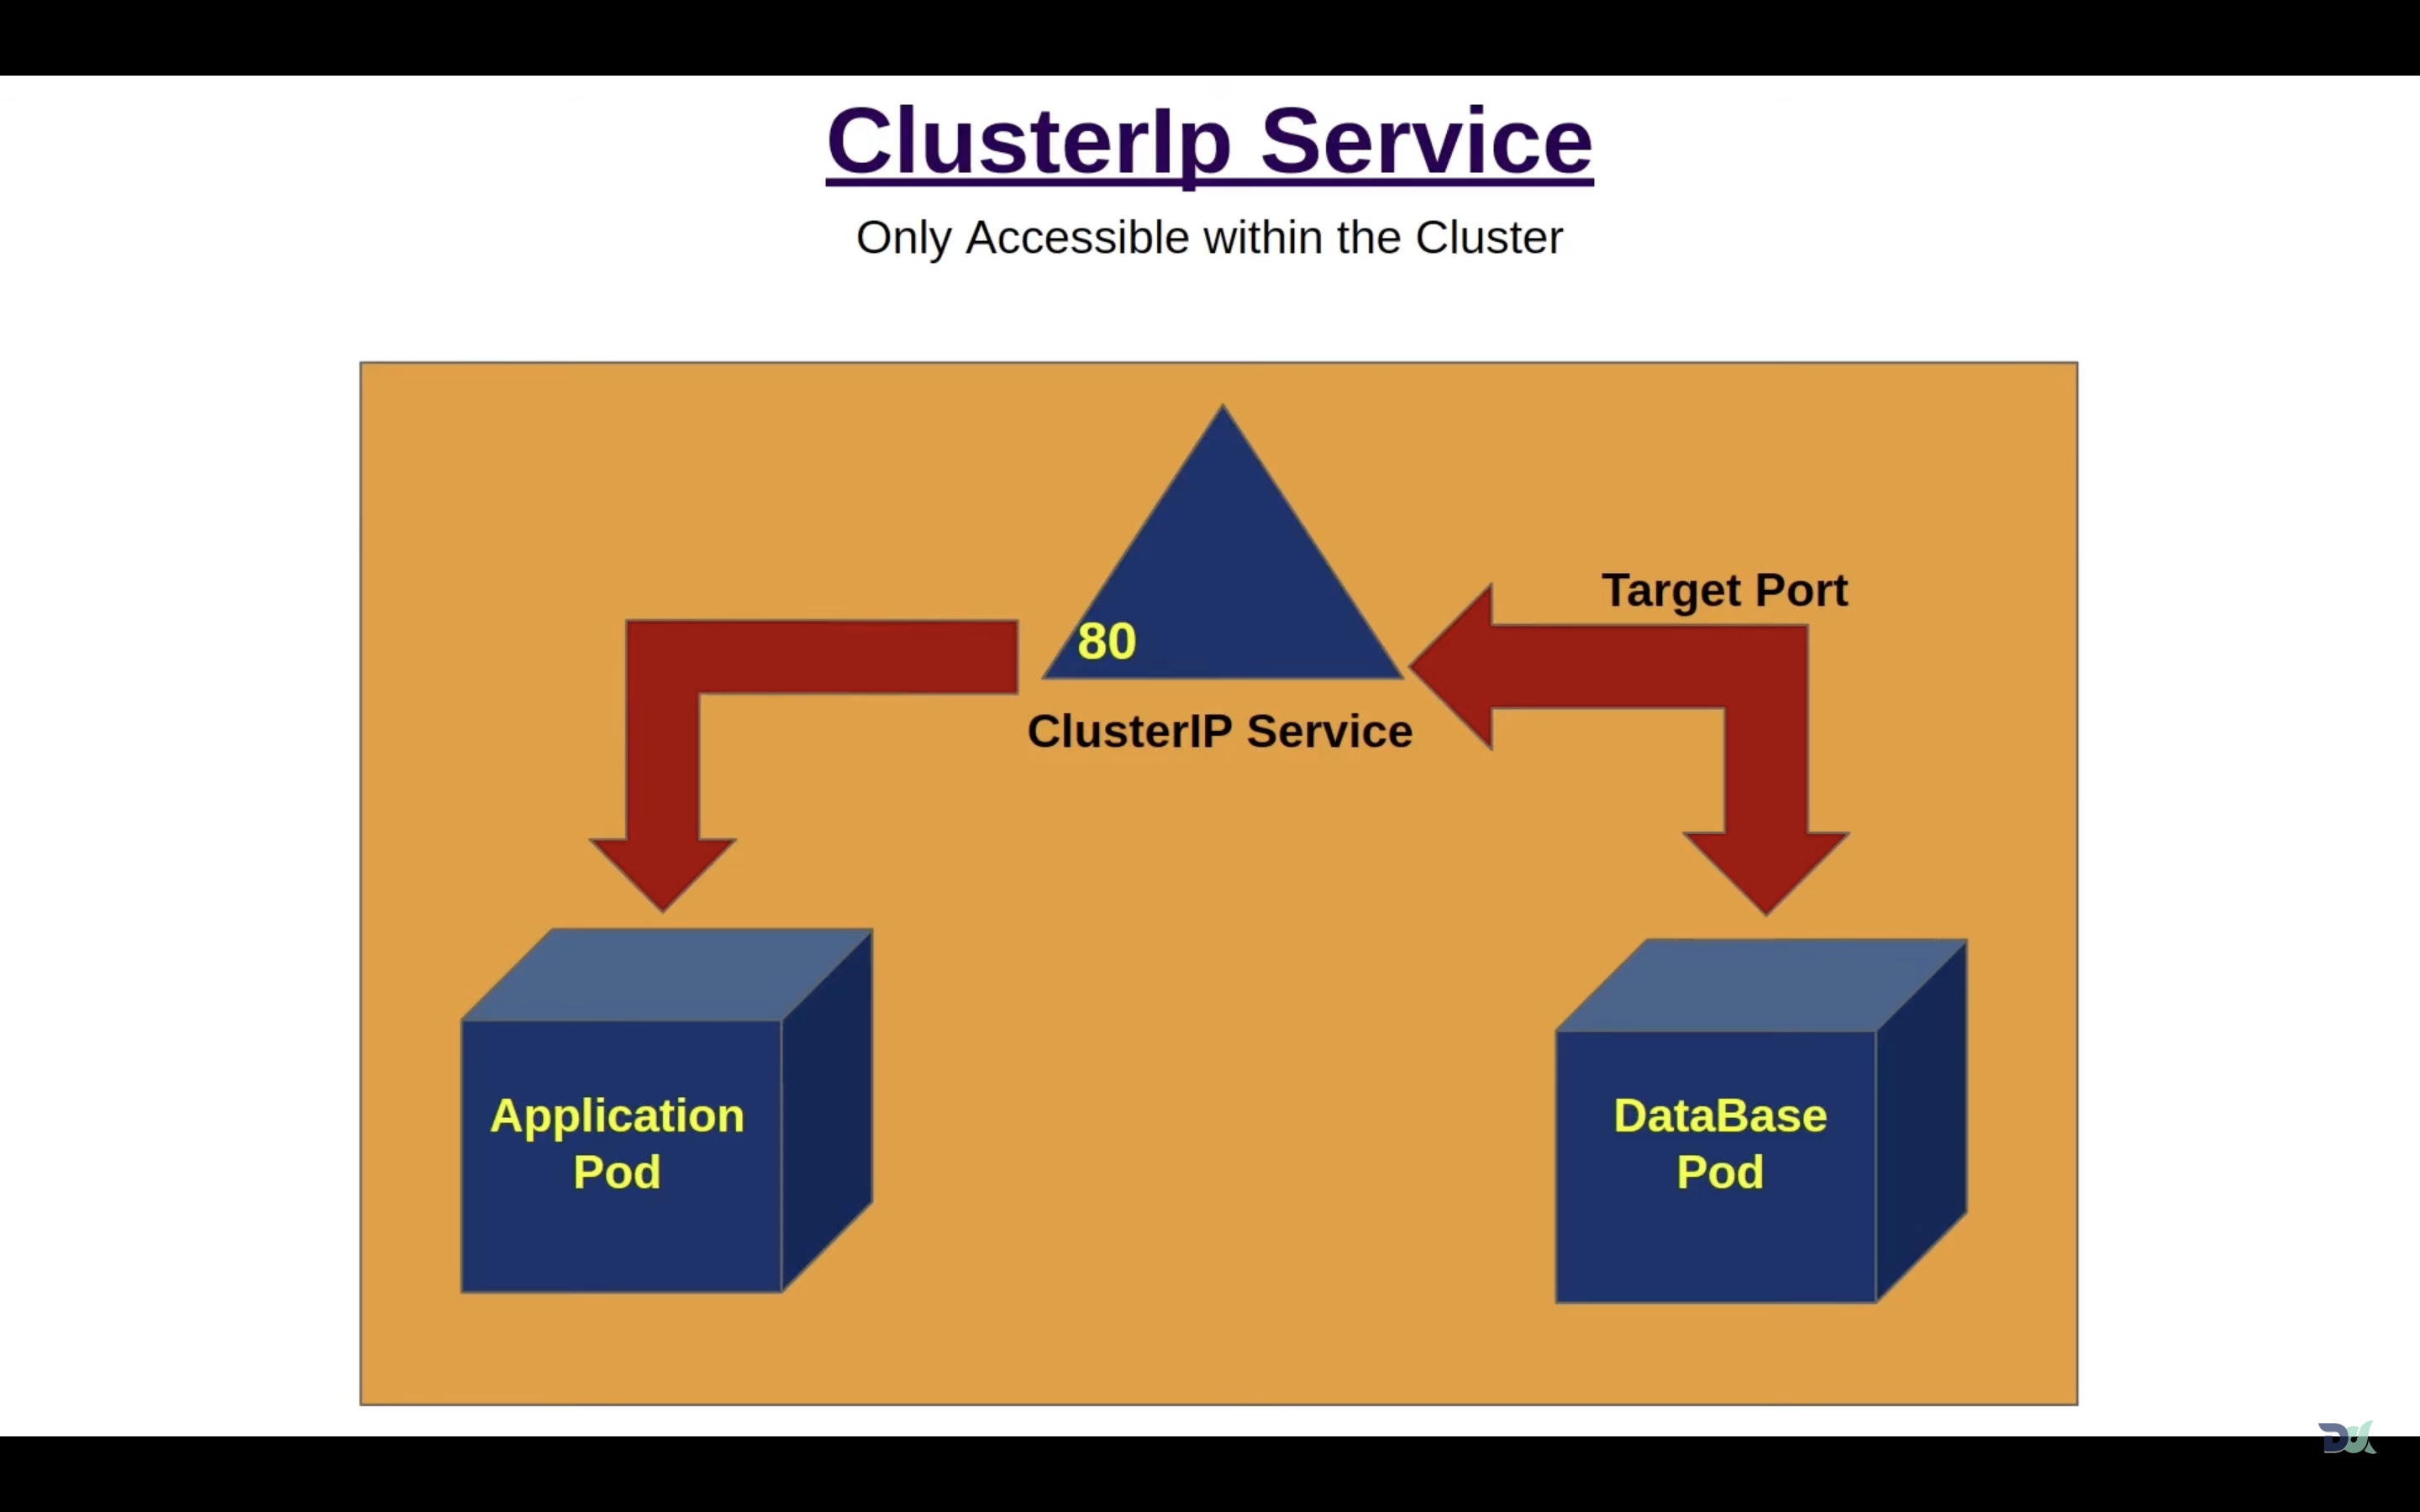 ClusterIp Service
Only Accessible within the Cluster
Target Port
80
ClusterIP Service
Application
Pod
DataBase
Pod